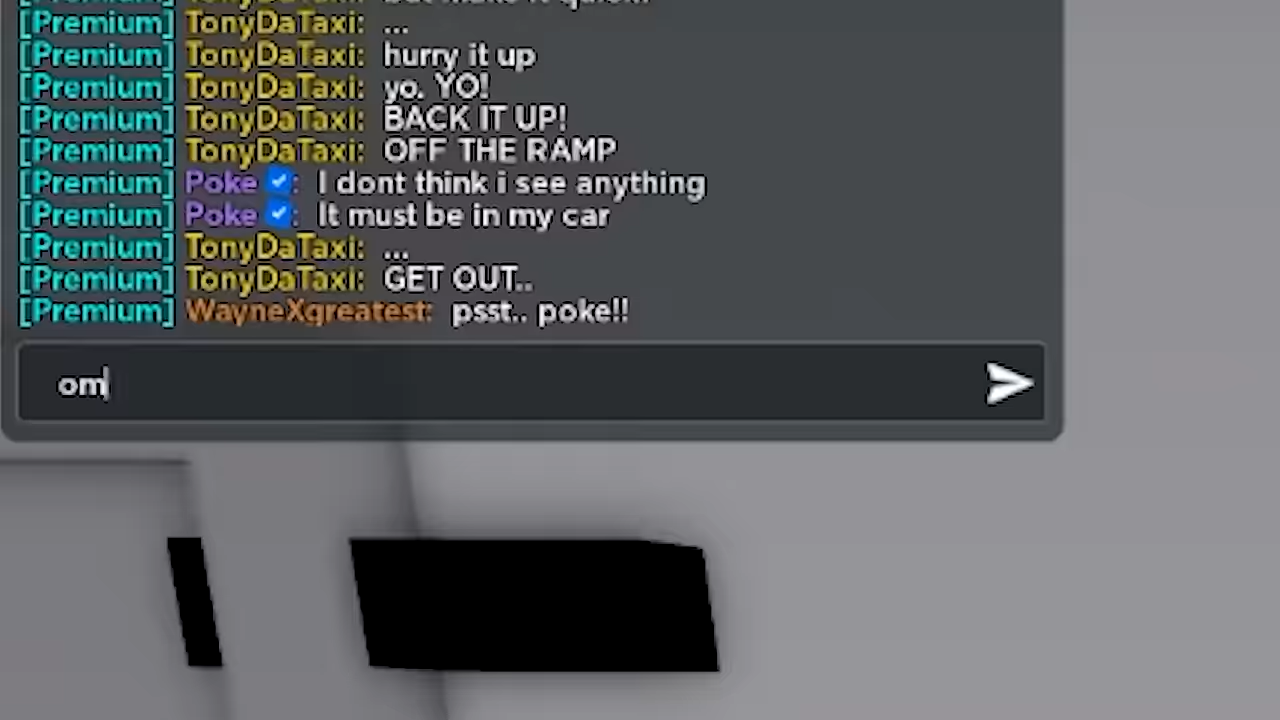 [Premium] TonyDaTaxi: ...
[Premium] TonyDaTaxi: hurry it up
[Premium] TonyDaTaxi: yo. YO!
[Premium] TonyDaTaxi: BACK IT UP!
[Premium] TonyDaTaxi: OFF THE RAMP
[Premium] Poke: I dont think i see anything
[Premium] Poke: It must be in my car
[Premium] TonyDaTaxi: ...
[Premium] TonyDaTaxi: GET OUT..
[Premium] WayneXgreatest: psst.. poke!!
om